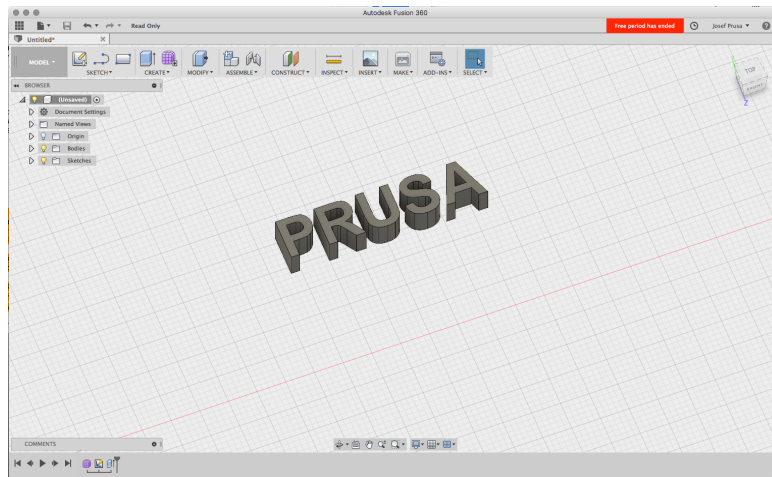 Autodesk Fusion 360
Read Only
Free period has ended
Josef Prusa
Untitled*
MODEL
SKETCH CREATE MODIFY ASSEMBLE CONSTRUCT INSPECT INSERT MAKE ADD-INS SELECT
TOP
FRONT
Z
BROWSER
(Unsaved)
Document Settings
Named Views
Origin
Bodies
Sketches
PRUSA
COMMENTS